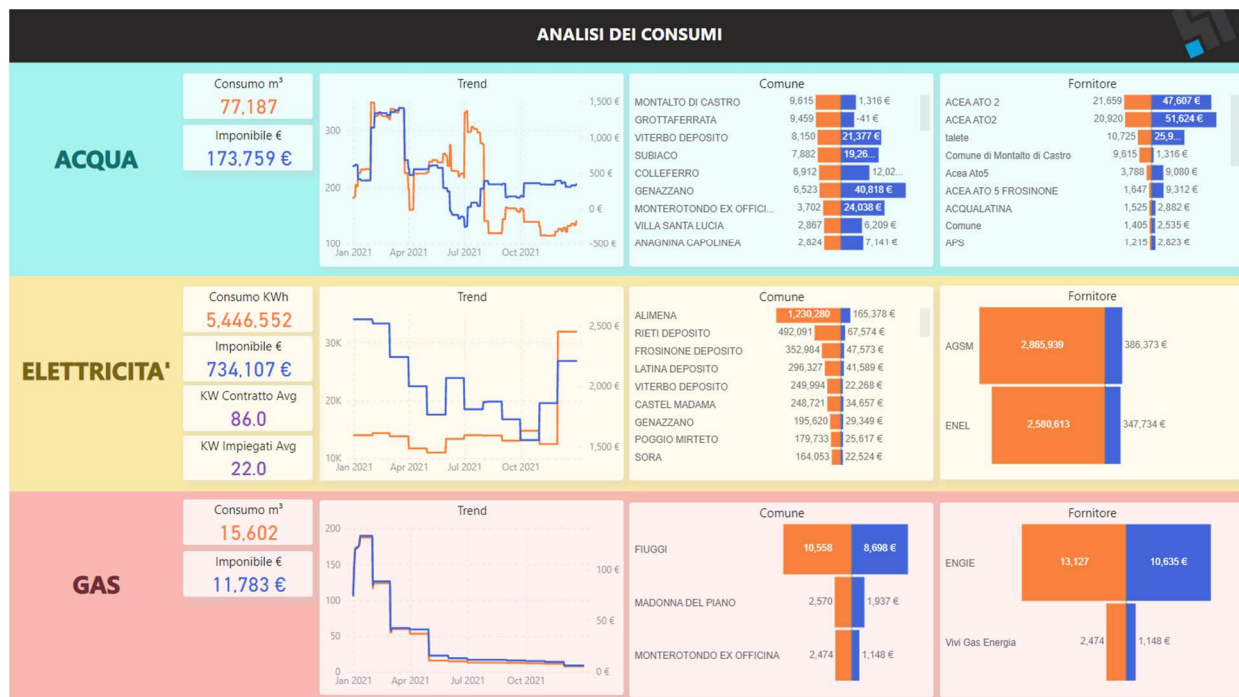 ANALISI DEI CONSUMI
ACQUA
Consumo m³
77,187
Imponibile €
173,759 €
Trend
300
200
100
1,500 €
1,000 €
500 €
0 €
-500 €
Jan 2021 Apr 2021 Jul 2021 Oct 2021
Comune
MONTALTO DI CASTRO 9,615 1,316 €
GROTTAFERRATA 9,459 -41 €
VITERBO DEPOSITO 8,150 21,377 €
SUBIACO 7,882 19,26...
COLLEFERRO 6,912 12,02...
GENAZZANO 6,523 40,818 €
MONTEROTONDO EX OFFICI... 3,702 24,038 €
VILLA SANTA LUCIA 2,867 6,209 €
ANAGNINA CAPOLINEA 2,824 7,141 €
Fornitore
ACEA ATO 2 21,659 47,607 €
ACEA ATO2 20,920 51,624 €
talete 10,725 25,9...
Comune di Montalto di Castro 9,615 1,316 €
Acea Ato5 3,788 9,080 €
ACEA ATO 5 FROSINONE 1,647 9,312 €
ACQUALATINA 1,525 2,882 €
Comune 1,405 2,535 €
APS 1,215 2,823 €
ELETTRICITA'
Consumo KWh
5,446,552
Imponibile €
734,107 €
KW Contratto Avg
86.0
KW Impiegati Avg
22.0
Trend
30K
20K
10K
2,500 €
2,000 €
1,500 €
Jan 2021 Apr 2021 Jul 2021 Oct 2021
Comune
ALIMENA 1,230,280 165,378 €
RIETI DEPOSITO 492,091 67,574 €
FROSINONE DEPOSITO 352,984 47,573 €
LATINA DEPOSITO 296,327 41,589 €
VITERBO DEPOSITO 249,994 22,268 €
CASTEL MADAMA 248,721 34,657 €
GENAZZANO 195,620 29,349 €
POGGIO MIRTETO 179,733 25,617 €
SORA 164,053 22,524 €
Fornitore
AGSM 2,865,939 386,373 €
ENEL 2,580,613 347,734 €
GAS
Consumo m³
15,602
Imponibile €
11,783 €
Trend
200
150
100
50
0
100 €
50 €
0 €
Jan 2021 Apr 2021 Jul 2021 Oct 2021
Comune
FIUGGI 10,558 8,698 €
MADONNA DEL PIANO 2,570 1,937 €
MONTEROTONDO EX OFFICINA 2,474 1,148 €
Fornitore
ENGIE 13,127 10,635 €
Vivi Gas Energia 2,474 1,148 €